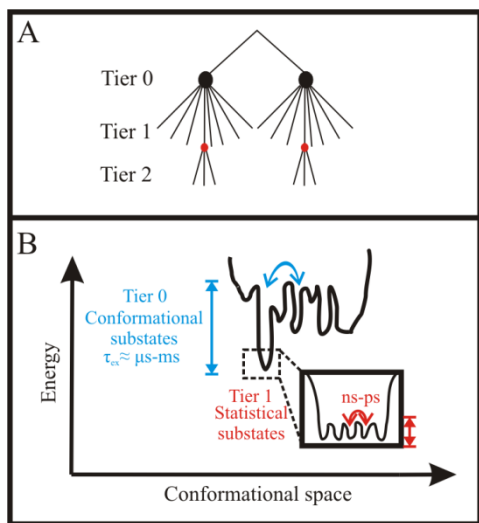 A
Tier 0
Tier 1
Tier 2
B
Energy
Tier 0
Conformational
substates
τex≈ μs-ms
Tier 1
Statistical
substates
ns-ps
Conformational space